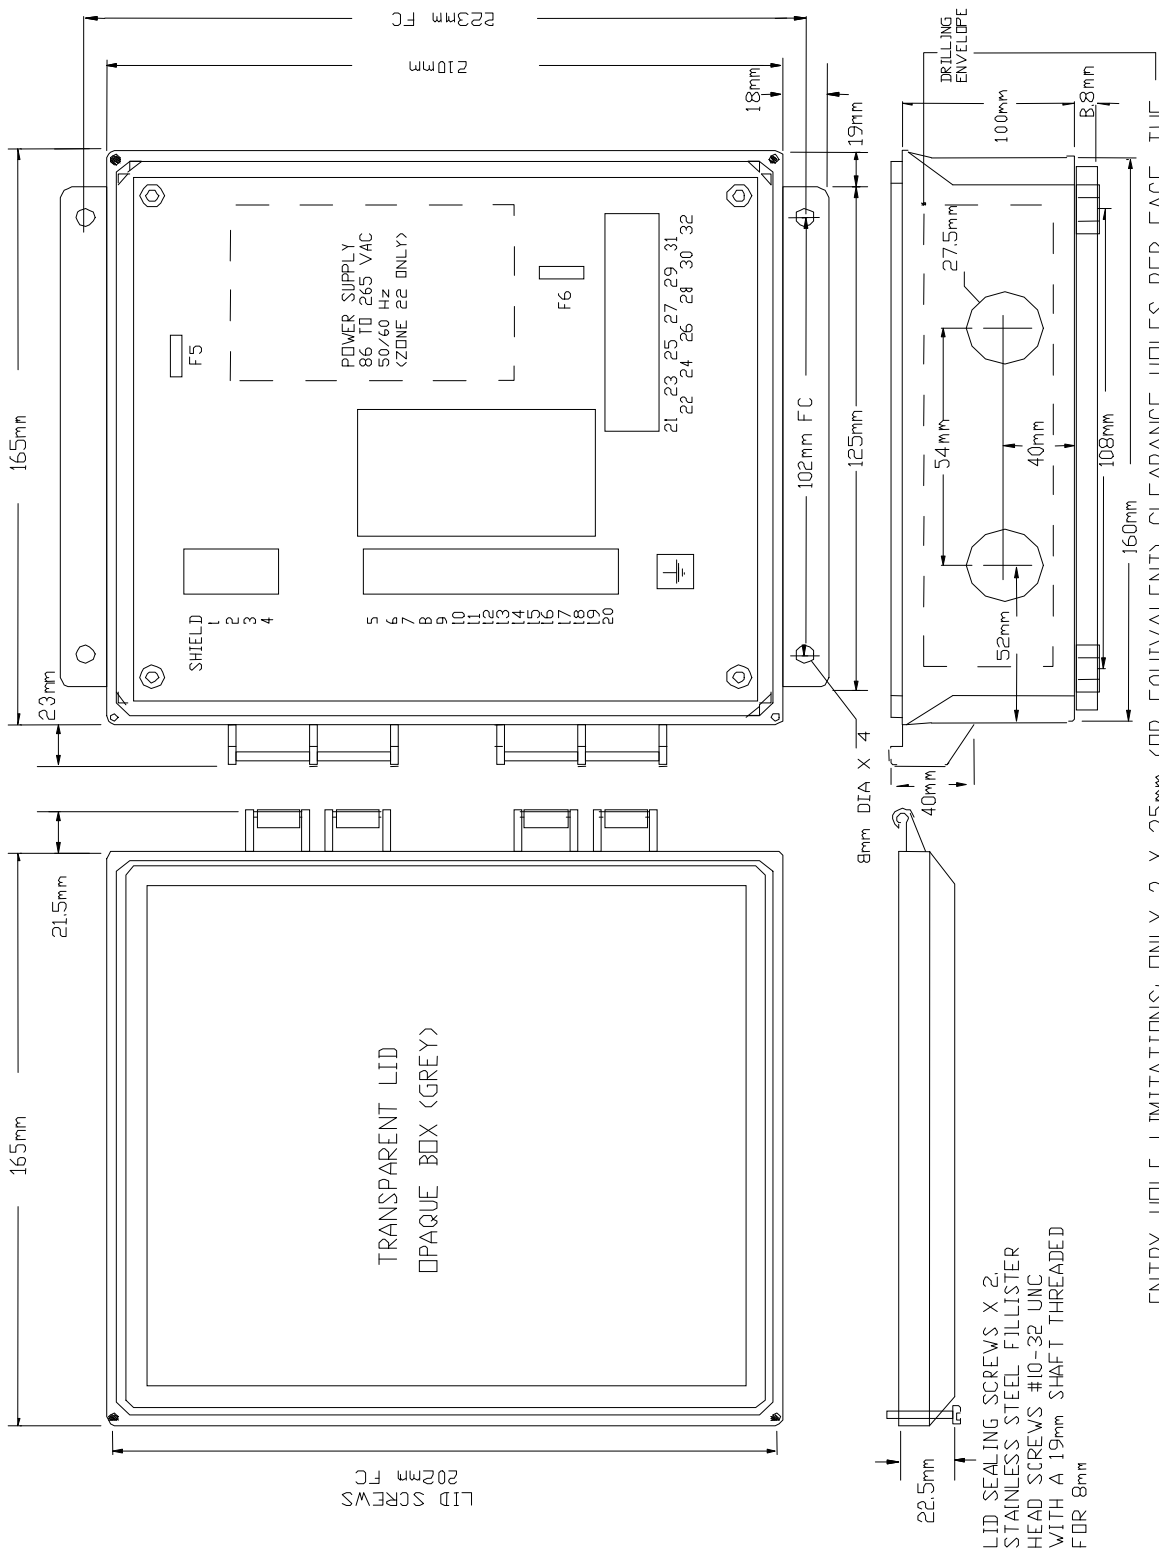 165mm
165mm
21.5mm
23mm
223mm FC
210mm
18mm
19mm
SHIELD
1
2
3
4
5
6
7
8
9
10
11
12
13
14
15
16
17
18
19
20
F5
POWER SUPPLY
86 TO 265 VAC
50/60 Hz
<ZONE 22 ONLY>
F6
21 23 25 27 29 31
22 24 26 28 30 32
102mm FC
125mm
8mm DIA X 4
TRANSPARENT LID
OPAQUE BOX <GREY>
LID SCREWS
202mm FC
22.5mm
LID SEALING SCREWS X 2,
STAINLESS STEEL FILLISTER
HEAD SCREWS #10-32 UNC
WITH A 19mm SHAFT THREADED
FOR 8mm
40mm
52mm
54mm
40mm
27.5mm
108mm
160mm
100mm
8.8mm
DRILLING
ENVELOPE
ENTRY HOLE LIMITATIONS: ONLY 2 X 25mm <OR EQUIVALENT> CLEARANCE HOLES PER FACE. THE